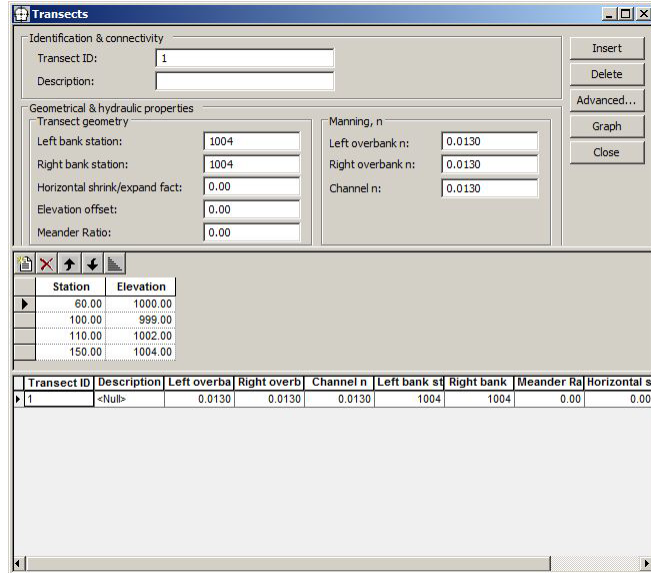 Transects
Identification & connectivity
Transect ID: 1
Description:
Insert
Delete
Advanced...
Graph
Close
Geometrical & hydraulic properties
Transect geometry
Left bank station: 1004
Right bank station: 1004
Horizontal shrink/expand fact: 0.00
Elevation offset: 0.00
Meander Ratio: 0.00
Manning, n
Left overbank n: 0.0130
Right overbank n: 0.0130
Channel n: 0.0130
Station Elevation
60.00 1000.00
100.00 999.00
110.00 1002.00
150.00 1004.00
Transect ID Description Left overba Right overb Channel n Left bank st Right bank Meander Ra Horizontal s
1 <Null> 0.0130 0.0130 0.0130 1004 1004 0.00 0.00